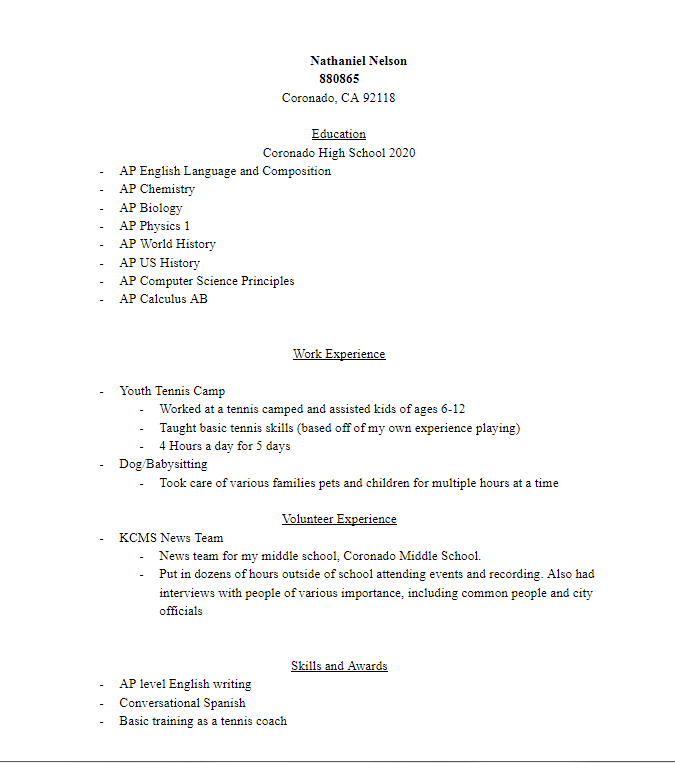 Nathaniel Nelson
880865
Coronado, CA 92118
Education
Coronado High School 2020
- AP English Language and Composition
- AP Chemistry
- AP Biology
- AP Physics 1
- AP World History
- AP US History
- AP Computer Science Principles
- AP Calculus AB
Work Experience
- Youth Tennis Camp
- Worked at a tennis camped and assisted kids of ages 6-12
- Taught basic tennis skills (based off of my own experience playing)
- 4 Hours a day for 5 days
- Dog/Babysitting
- Took care of various families pets and children for multiple hours at a time
Volunteer Experience
- KCMS News Team
- News team for my middle school, Coronado Middle School.
- Put in dozens of hours outside of school attending events and recording. Also had
interviews with people of various importance, including common people and city
officials
Skills and Awards
- AP level English writing
- Conversational Spanish
- Basic training as a tennis coach